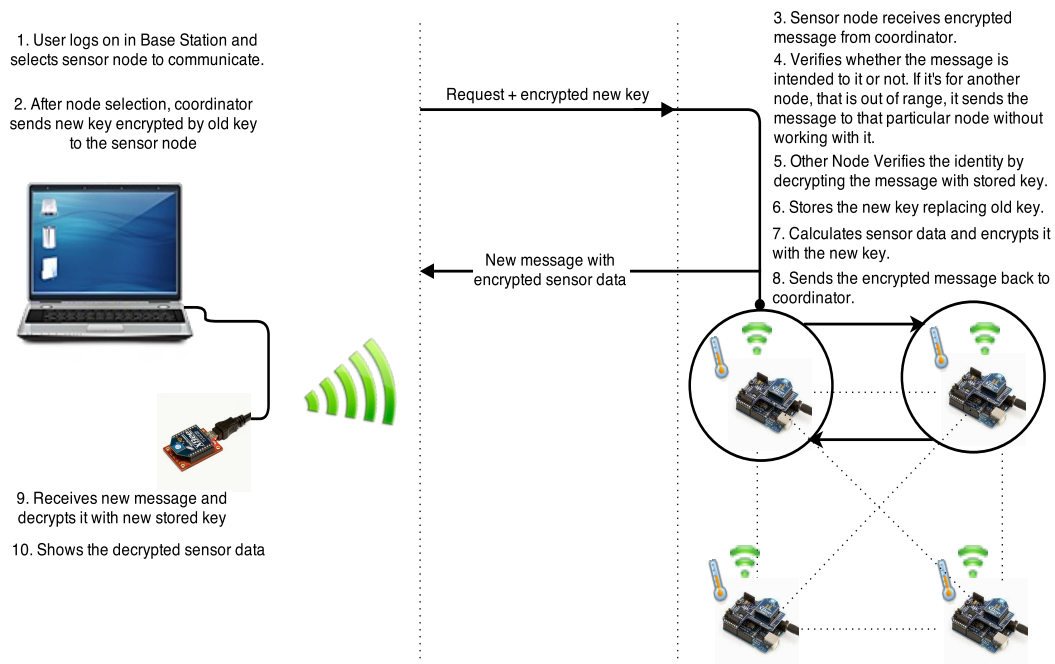 1. User logs on in Base Station and
selects sensor node to communicate.
2. After node selection, coordinator
sends new key encrypted by old key
to the sensor node
Request + encrypted new key
New message with
encrypted sensor data
3. Sensor node receives encrypted
message from coordinator.
4. Verifies whether the message is
intended to it or not. If it's for another
node, that is out of range, it sends the
message to that particular node without
working with it.
5. Other Node Verifies the identity by
decrypting the message with stored key.
6. Stores the new key replacing old key.
7. Calculates sensor data and encrypts it
with the new key.
8. Sends the encrypted message back to
coordinator.
9. Receives new message and
decrypts it with new stored key
10. Shows the decrypted sensor data